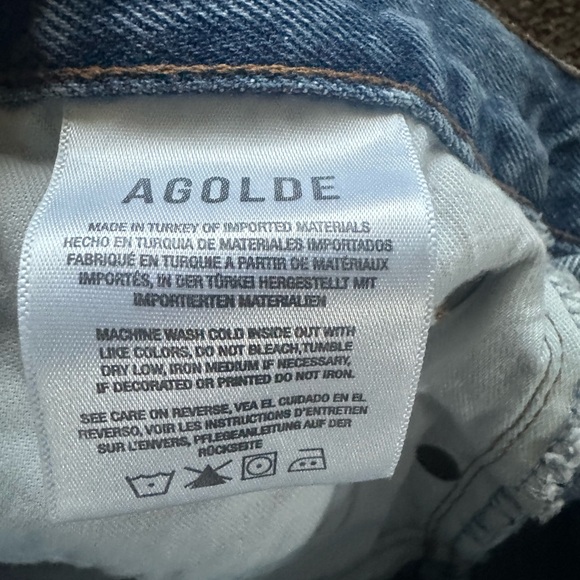 AGOLDE
MADE IN TURKEY OF IMPORTED MATERIALS
HECHO EN TURQUIA DE MATERIALES IMPORTADOS
FABRIQUÉ EN TURQUIE A PARTIR DE MATÉRIAUX
IMPORTÉS, IN DER TÜRKEI HERGESTELLT MIT
IMPORTIERTEN MATERIALIEN
MACHINE WASH COLD INSIDE OUT WITH
LIKE COLORS, DO NOT BLEACH, TUMBLE
DRY LOW, IRON MEDIUM IF NECESSARY,
IF DECORATED OR PRINTED DO NOT IRON.
SEE CARE ON REVERSE, VEA EL CUIDADO EN EL
REVERSO, VOIR LES INSTRUCTIONS D'ENTRETIEN
SUR L'ENVERS, PFLEGEANLEITUNG AUF DER
RÜCKSEITE